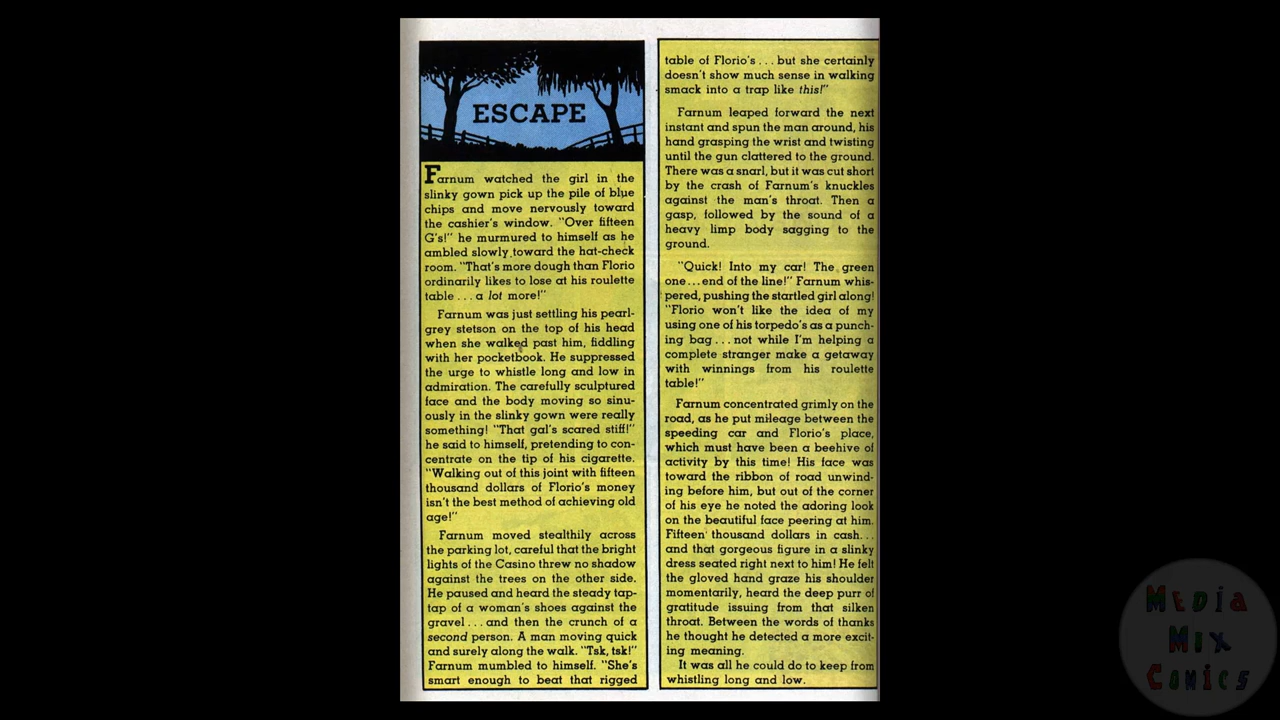 ESCAPE
Farnum watched the girl in the
slinky gown pick up the pile of blue
chips and move nervously toward
the cashier's window. "Over fifteen
G's!" he murmured to himself as he
ambled slowly toward the hat-check
room. "That's more dough than Florio
ordinarily likes to lose at his roulette
table . . . a lot more!"
Farnum was just settling his pearl-
grey stetson on the top of his head
when she walked past him, fiddling
with her pocketbook. He suppressed
the urge to whistle long and low in
admiration. The carefully sculptured
face and the body moving so sinu-
ously in the slinky gown were really
something! "That gal's scared stiff!"
he said to himself, pretending to con-
centrate on the tip of his cigarette.
"Walking out of this joint with fifteen
thousand dollars of Florio's money
isn't the best method of achieving old
age!"
Farnum moved stealthily across
the parking lot, careful that the bright
lights of the Casino threw no shadow
against the trees on the other side.
He paused and heard the steady tap-
tap of a woman's shoes against the
gravel . . . and then the crunch of a
second person. A man moving quick
and surely along the walk. "Tsk, tsk!"
Farnum mumbled to himself. "She's
smart enough to beat that rigged
table of Florio's . . . but she certainly
doesn't show much sense in walking
smack into a trap like this!"
Farnum leaped forward the next
instant and spun the man around, his
hand grasping the wrist and twisting
until the gun clattered to the ground.
There was a snarl, but it was cut short
by the crash of Farnum's knuckles
against the man's throat. Then a
gasp, followed by the sound of a
heavy limp body sagging to the
ground.
"Quick! Into my car! The green
one . . . end of the line!" Farnum whis-
pered, pushing the startled girl along!
"Florio won't like the idea of my
using one of his torpedo's as a punch-
ing bag . . . not while I'm helping a
complete stranger make a getaway
with winnings from his roulette
table!"
Farnum concentrated grimly on the
road, as he put mileage between the
speeding car and Florio's place,
which must have been a beehive of
activity by this time! His face was
toward the ribbon of road unwind-
ing before him, but out of the corner
of his eye he noted the adoring look
on the beautiful face peering at him.
Fifteen thousand dollars in cash . . .
and that gorgeous figure in a slinky
dress seated right next to him! He felt
the gloved hand graze his shoulder
momentarily, heard the deep purr of
gratitude issuing from that silken
throat. Between the words of thanks
he thought he detected a more excit-
ing meaning.
It was all he could do to keep from
whistling long and low.
MEDIA
MIX
COMICS